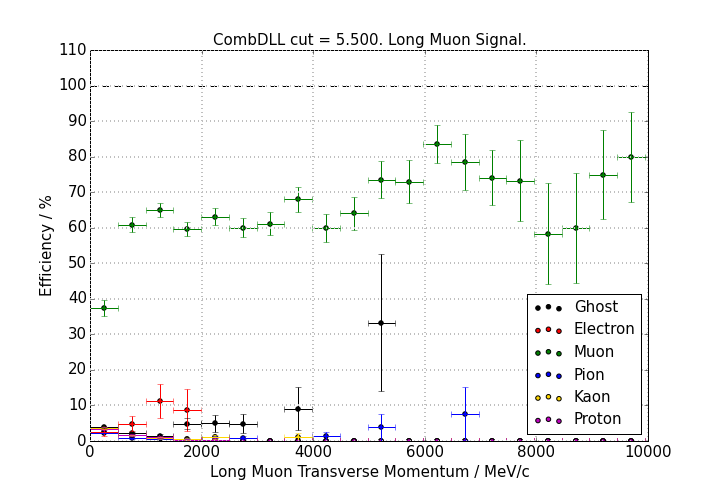 CombDLL cut = 5.500. Long Muon Signal.
110
100
90
80
70
60
50
40
30
20
10
0
Efficiency / %
Ghost
Electron
Muon
Pion
Kaon
Proton
0 2000 4000 6000 8000 10000
Long Muon Transverse Momentum / MeV/c